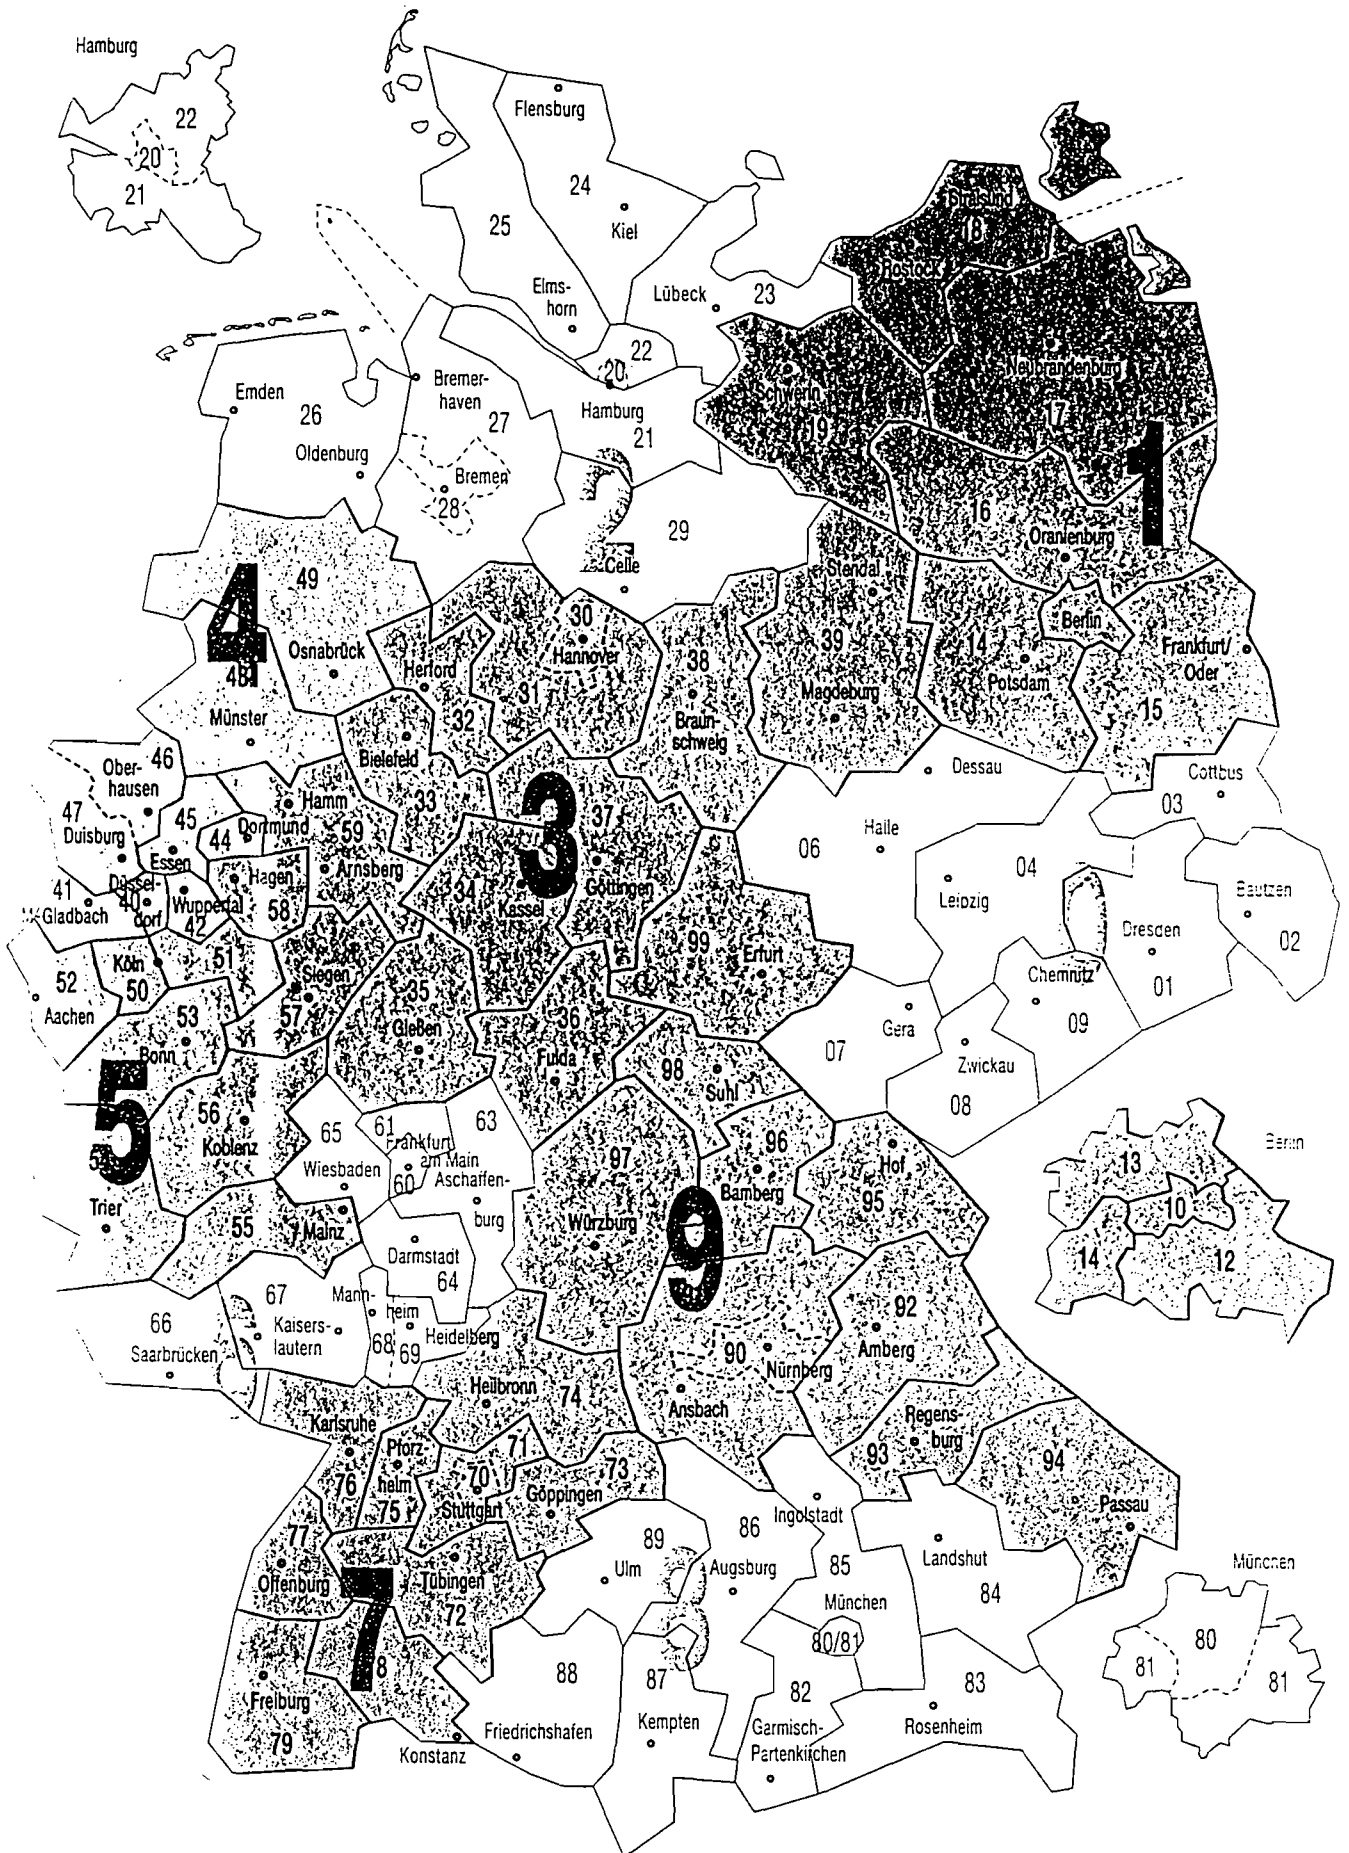 Hamburg
22
20
21
Flensburg
24
Kiel
25
Elms-
horn
Lübeck
23
22
20
Hamburg
21
Stralsund
18
Rostock
Neubrandenburg
17
Schwerin
19
1
16
Oranienburg
Emden
26
Oldenburg
Bremer-
haven
27
Bremen
28
2
29
Celle
4
49
Osnabrück
48
Münster
Herford
32
30
Hannover
31
38
Braun-
schweig
Stendal
39
Magdeburg
14
Potsdam
Berlin
Frankfurt/
Oder
15
Bielefeld
33
46
Ober-
hausen
47
Duisburg
45
Essen
44
Dortmund
Hamm
59
Arnsberg
41
Gladbach
Düssel-
40
dorf
Wuppertal
42
Hagen
58
3
37
34
Kassel
Göttingen
Dessau
06
Halle
04
Leipzig
Cottbus
03
Bautzen
02
Dresden
01
Chemnitz
09
99
Erfurt
52
Aachen
Köln
50
51
53
Bonn
Siegen
57
35
Gießen
36
Fulda
98
Suhl
07
Gera
Zwickau
08
5
54
56
Koblenz
Trier
55
Mainz
65
Wiesbaden
61
Frankfurt
am Main
60
63
Aschaffen-
burg
Darmstadt
64
97
Würzburg
96
Bamberg
9
Hof
95
Berlin
13
10
14
12
66
Saarbrücken
67
Kaisers-
lautern
Mann-
heim
68
69
Heidelberg
Heilbronn
74
90
Nürnberg
Ansbach
92
Amberg
Regens-
burg
93
94
Passau
Karlsruhe
76
Pforz-
heim
75
71
70
Stuttgart
73
Göppingen
77
Offenburg
7
Tübingen
72
8
Freiburg
79
Konstanz
89
Ulm
8
86
Augsburg
Ingolstadt
85
München
80/81
Landshut
84
88
Friedrichshafen
87
Kempten
82
Garmisch-
Partenkirchen
83
Rosenheim
München
80
81
81